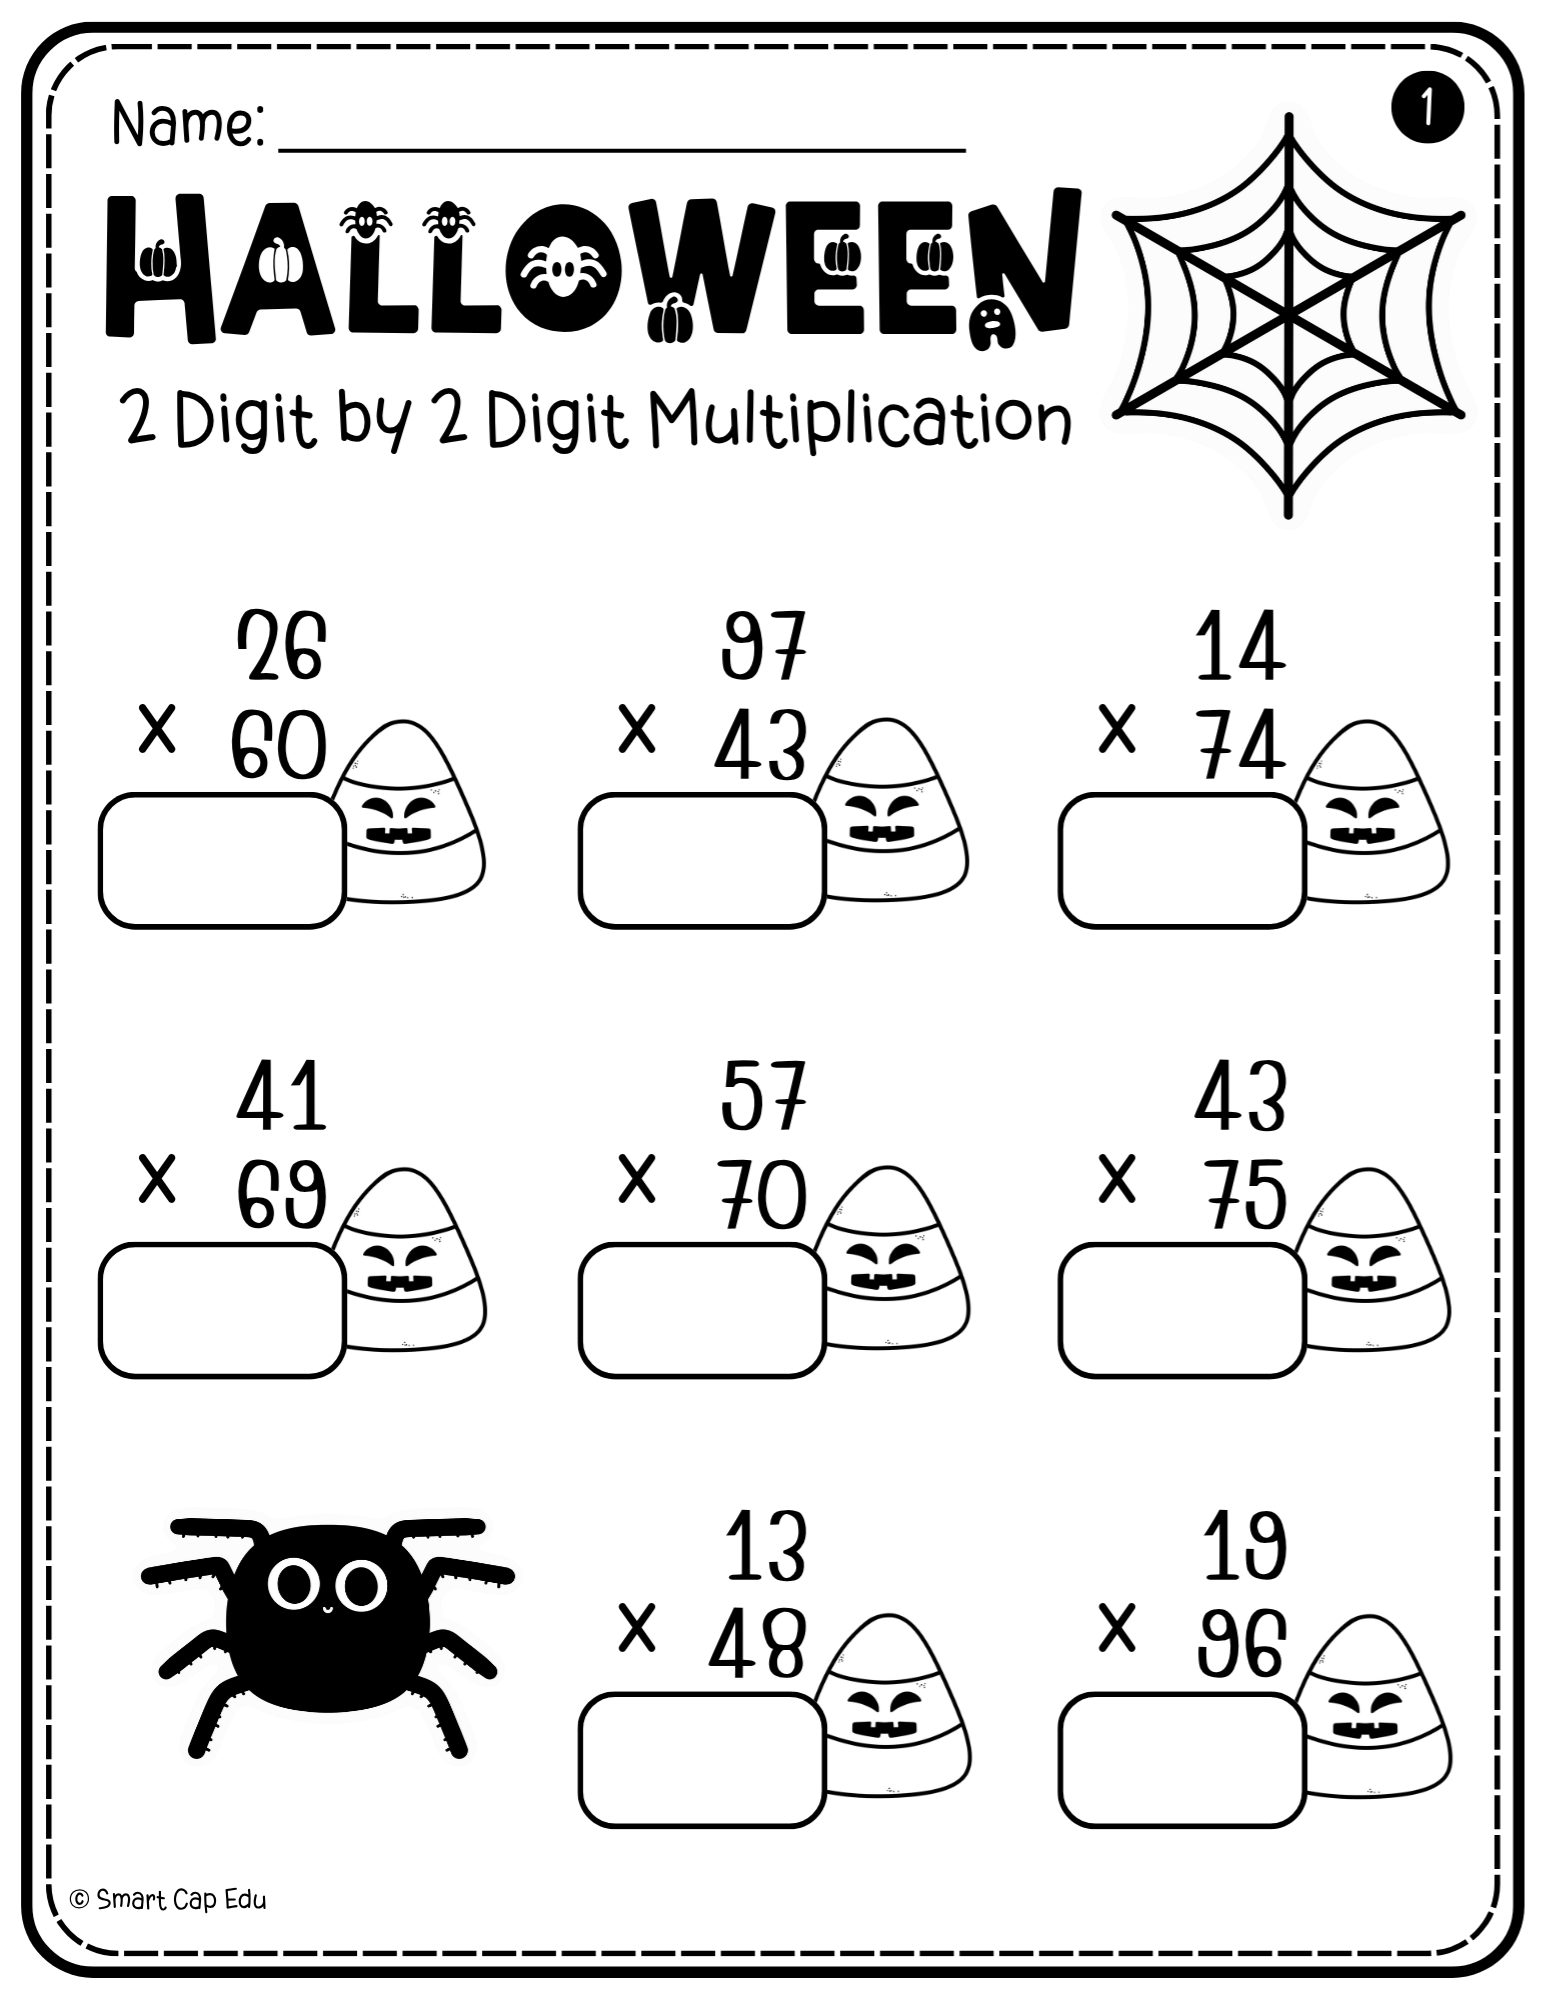 1
Name:
HALLOWEEN
2 Digit by 2 Digit Multiplication
26 97 14
x 60 x 43 x 74
41 57 43
x 69 x 70 x 75
13 19
x 48 x 96
© Smart Cap Edu